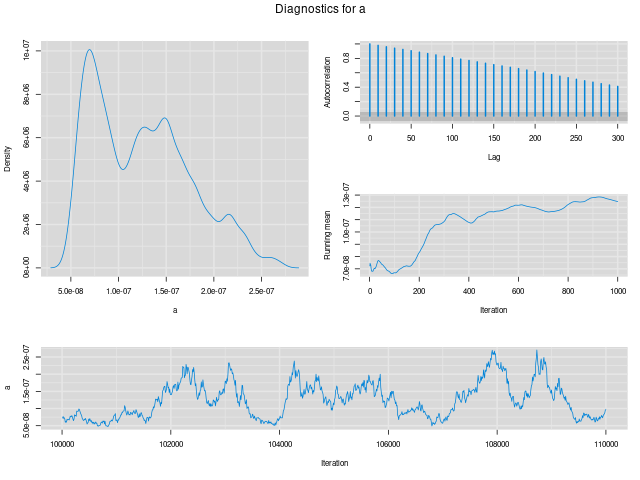 Diagnostics for a
Density
0e+00 2e+06 4e+06 6e+06 8e+06 1e+07
5.0e-08 1.0e-07 1.5e-07 2.0e-07 2.5e-07
a
Autocorrelation
0.0 0.4 0.8
0 50 100 150 200 250 300
Lag
Running mean
7.0e-08 1.0e-07 1.3e-07
0 200 400 600 800 1000
Iteration
a
5.0e-08 1.5e-07 2.5e-07
100000 102000 104000 106000 108000 110000
Iteration